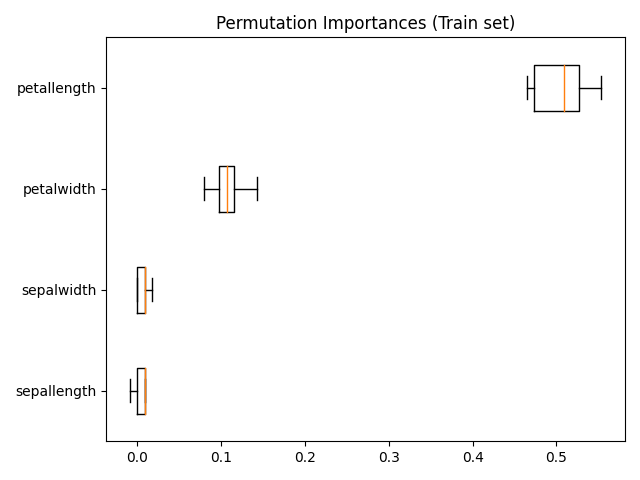 Permutation Importances (Train set)
petallength
petalwidth
sepalwidth
sepallength
0.0 0.1 0.2 0.3 0.4 0.5